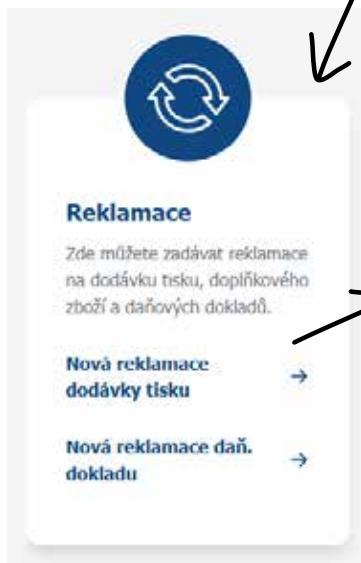 Reklamace
Zde můžete zadávat reklamace
na dodávku tisku, doplňkového
zboží a daňových dokladů.
Nová reklamace
dodávky tisku
Nová reklamace daň.
dokladu